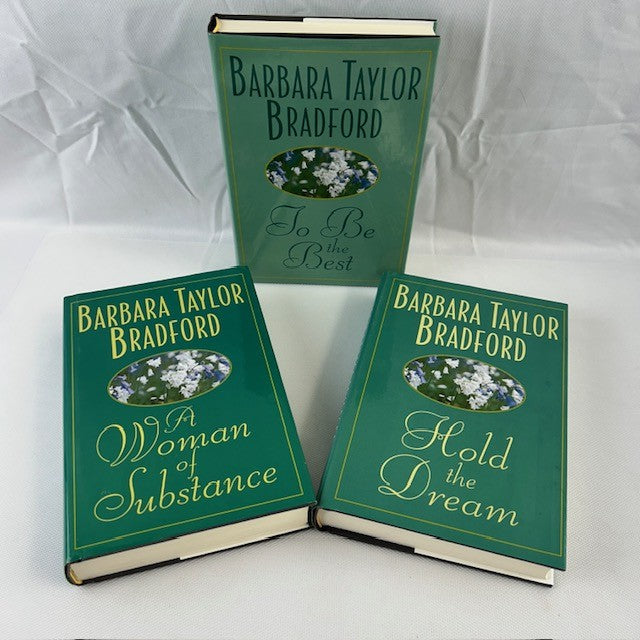 BARBARA TAYLOR
BRADFORD
To Be
the
Best
BARBARA TAYLOR
BRADFORD
A
Woman
of
Substance
BARBARA TAYLOR
BRADFORD
Hold
the
Dream